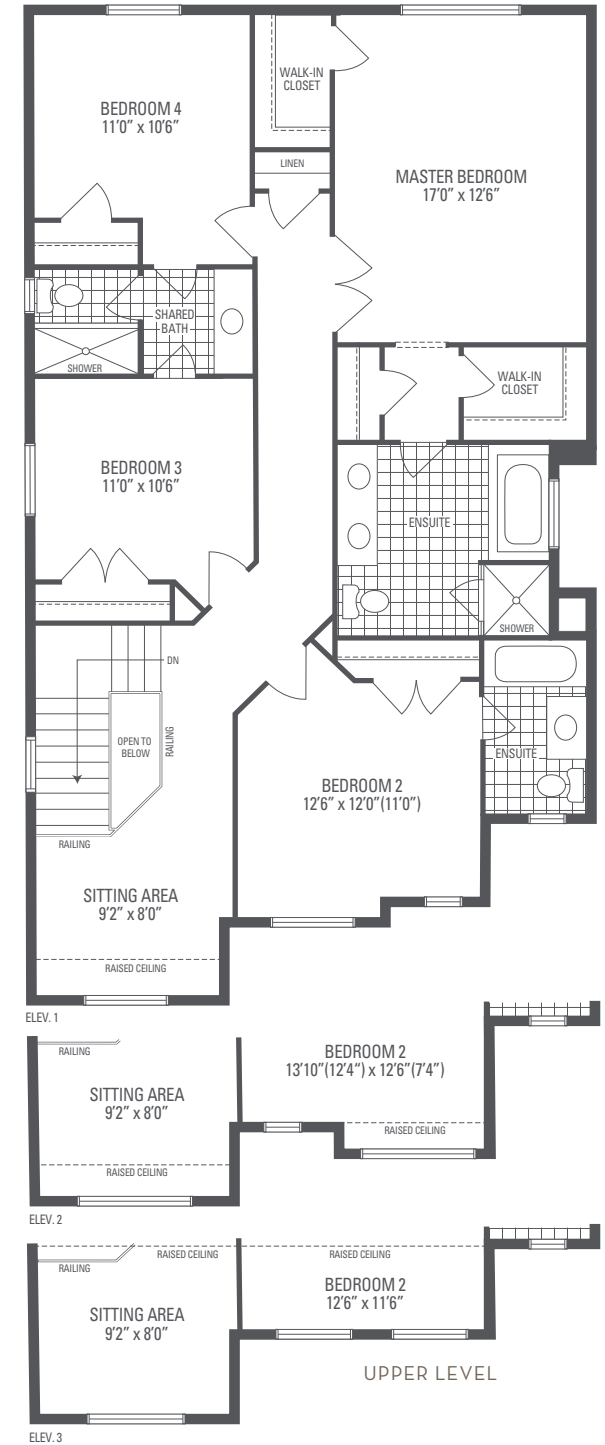 WALK-IN
CLOSET
BEDROOM 4
11'0" x 10'6"
LINEN
MASTER BEDROOM
17'0" x 12'6"
SHARED
BATH
SHOWER
WALK-IN
CLOSET
BEDROOM 3
11'0" x 10'6"
ENSUITE
SHOWER
DN
OPEN TO
BELOW
RAILING
ENSUITE
BEDROOM 2
12'6" x 12'0"(11'0")
RAILING
SITTING AREA
9'2" x 8'0"
RAISED CEILING
ELEV. 1
RAILING
BEDROOM 2
13'10"(12'4") x 12'6"(7'4")
SITTING AREA
9'2" x 8'0"
RAISED CEILING
RAISED CEILING
ELEV. 2
RAISED CEILING
RAISED CEILING
RAILING
BEDROOM 2
12'6" x 11'6"
SITTING AREA
9'2" x 8'0"
UPPER LEVEL
ELEV. 3